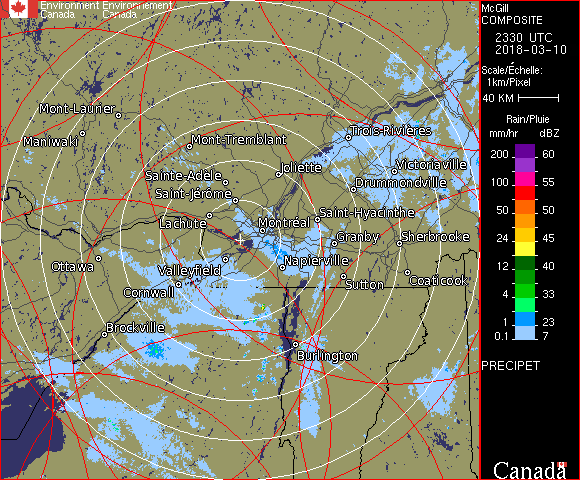 Environment Environnement
Canada Canada
McGill
COMPOSITE
2330 UTC
2018-03-10
Scale/Échelle:
1km/Pixel
40 KM
Rain/Pluie
mm/hr dBZ
200 60
100 55
50 50
24 45
12 40
4 33
1 23
0.1 7
PRECIPET
Canada
Mont-Laurier
Maniwaki
Mont-Tremblant
Trois-Rivières
Joliette
Victoriaville
Sainte-Adèle
Drummondville
Saint-Jérôme
Lachute
Montréal
Saint-Hyacinthe
Granby
Sherbrooke
Ottawa
Valleyfield
Napierville
Cornwall
Sutton
Coaticook
Brockville
Burlington